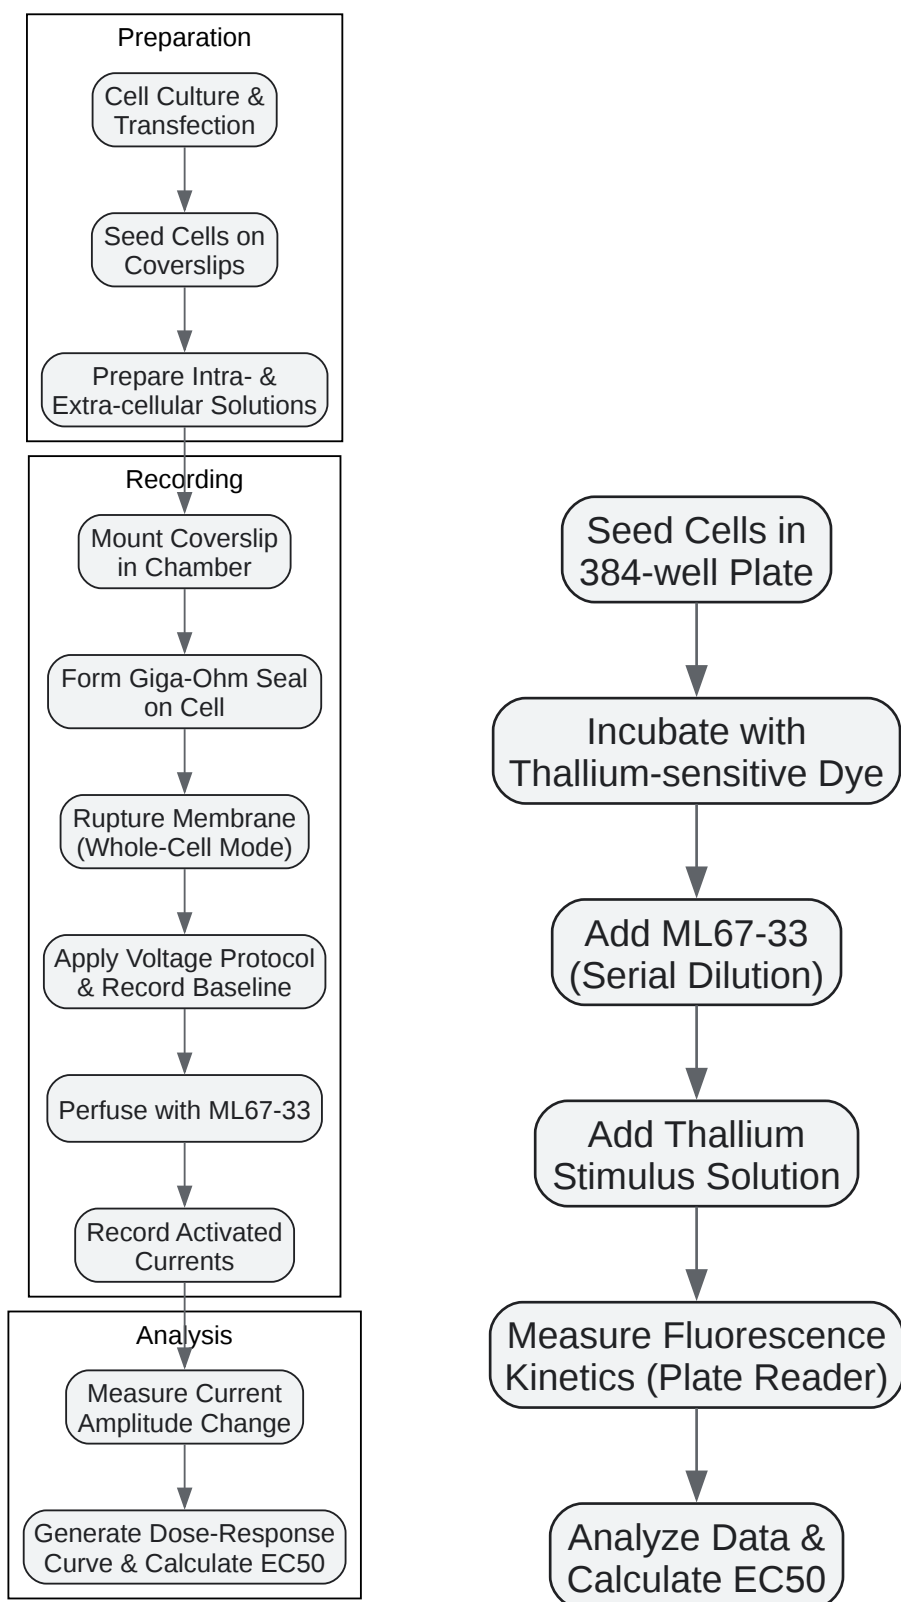 Preparation
Cell Culture &
Transfection
Seed Cells on
Coverslips
Prepare Intra- &
Extra-cellular Solutions
Recording
Mount Coverslip
in Chamber
Form Giga-Ohm Seal
on Cell
Rupture Membrane
(Whole-Cell Mode)
Apply Voltage Protocol
& Record Baseline
Perfuse with ML67-33
Record Activated
Currents
Analysis
Measure Current
Amplitude Change
Generate Dose-Response
Curve & Calculate EC50
Seed Cells in
384-well Plate
Incubate with
Thallium-sensitive Dye
Add ML67-33
(Serial Dilution)
Add Thallium
Stimulus Solution
Measure Fluorescence
Kinetics (Plate Reader)
Analyze Data &
Calculate EC50